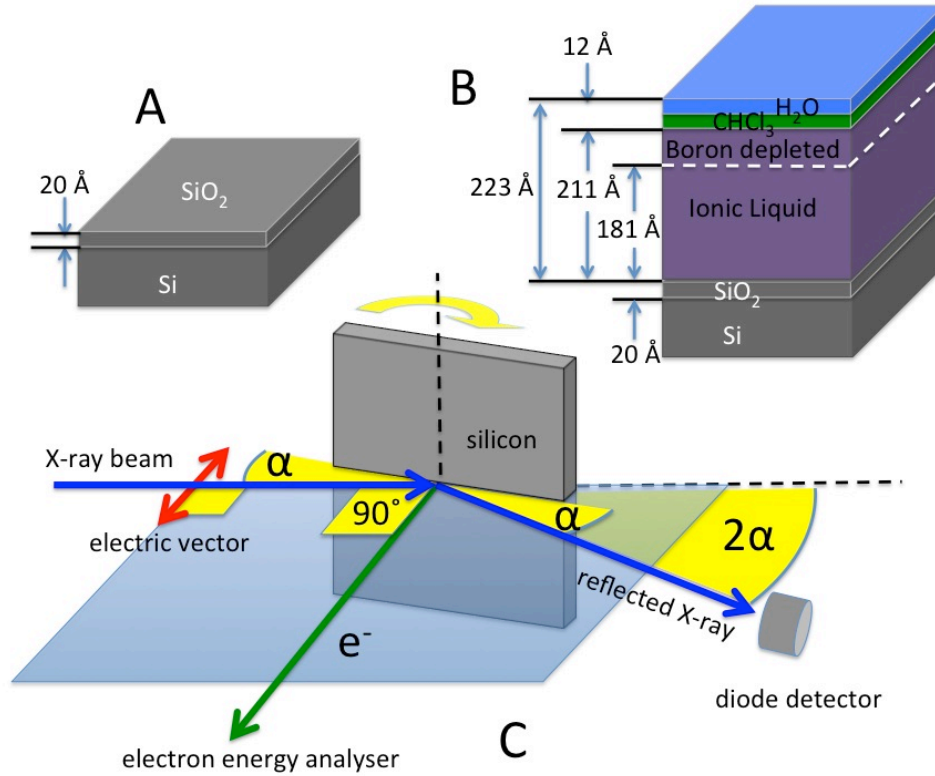 A
20 Å
SiO₂
Si
B
12 Å
H₂O
CHCl₃
Boron depleted
223 Å
211 Å
181 Å
Ionic Liquid
SiO₂
Si
20 Å
silicon
X-ray beam
α
90˚
α
2α
electric vector
reflected X-ray
e⁻
diode detector
electron energy analyser
C